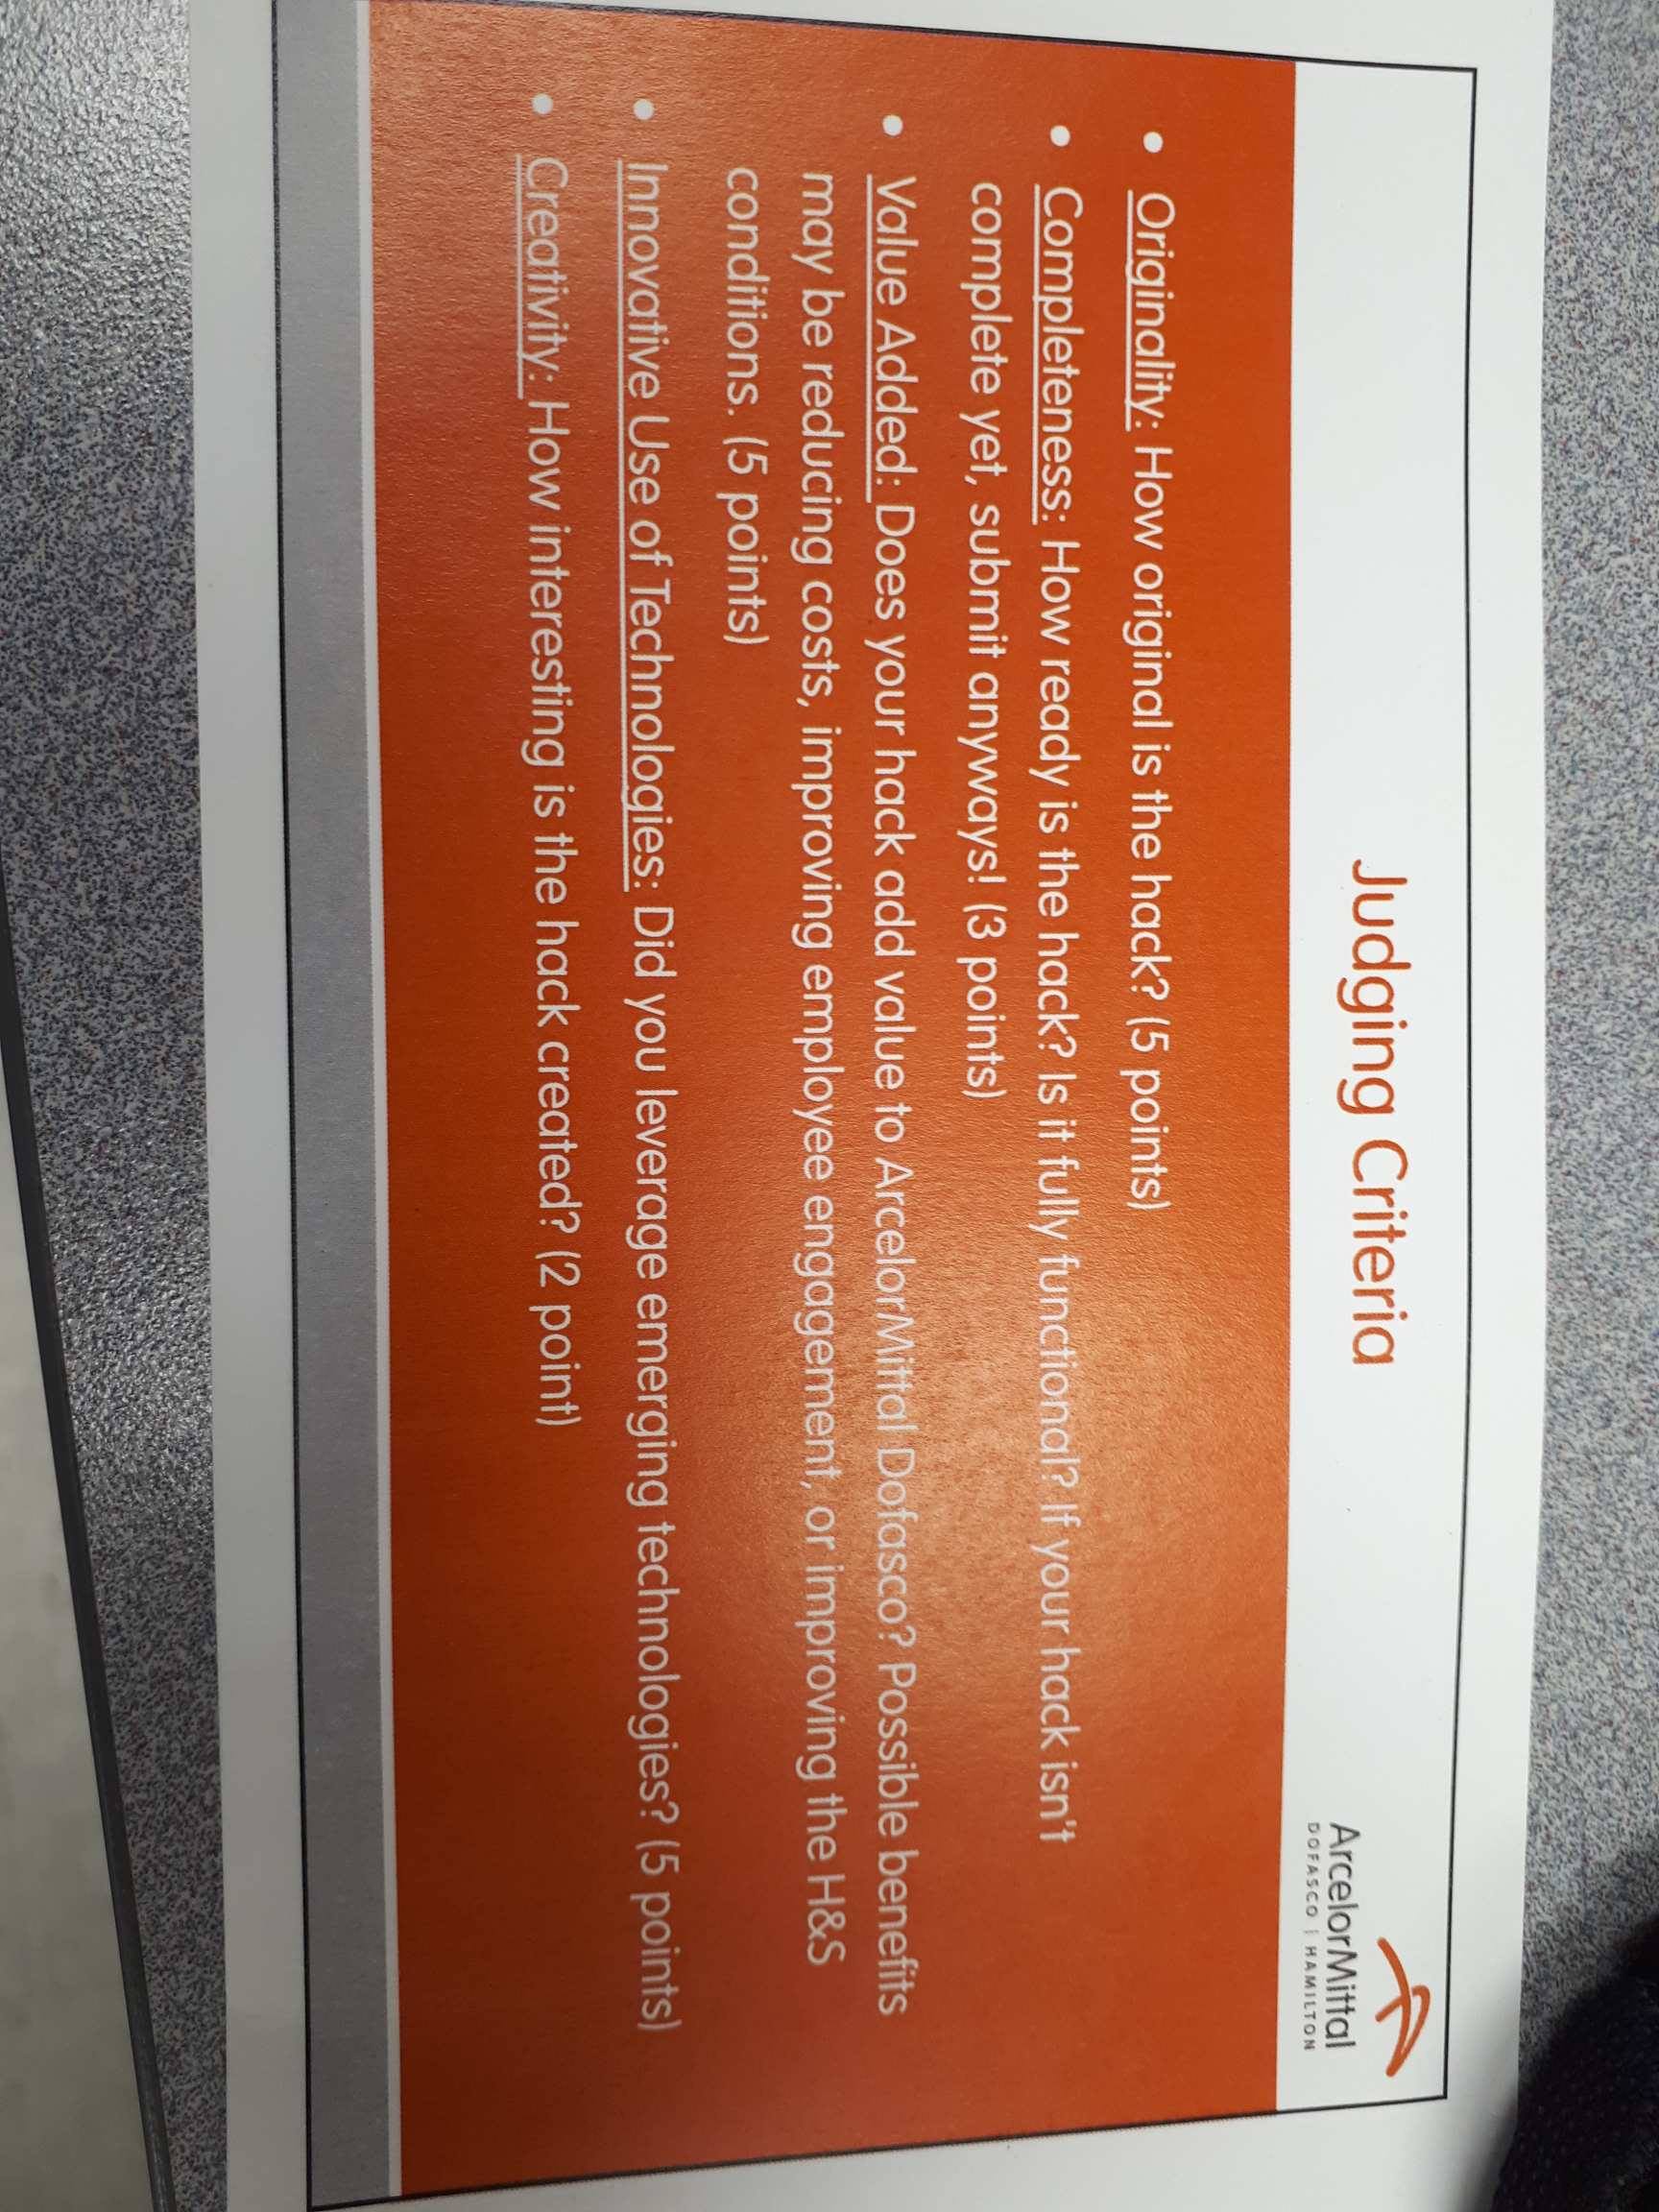 Judging Criteria
ArcelorMittal
DOFASCO | HAMILTON
• Originality: How original is the hack? (5 points)
• Completeness: How ready is the hack? Is it fully functional? If your hack isn't
complete yet, submit anyways! (3 points)
• Value Added: Does your hack add value to ArcelorMittal Dofasco? Possible benefits
may be reducing costs, improving employee engagement, or improving the H&S
conditions. (5 points)
• Innovative Use of Technologies: Did you leverage emerging technologies? (5 points)
• Creativity: How interesting is the hack created? (2 point)